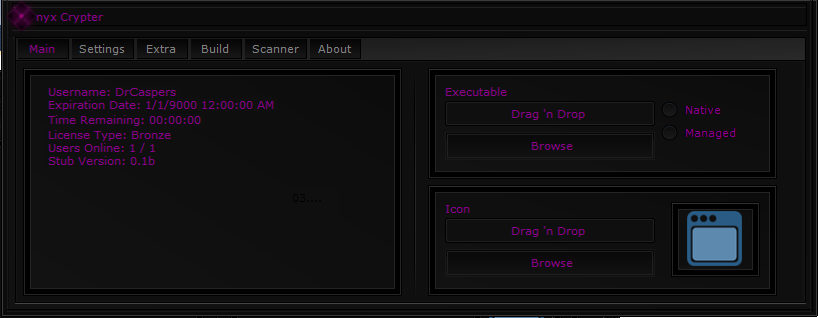 nyx Crypter
Main Settings Extra Build Scanner About
Username: DrCaspers
Expiration Date: 1/1/9000 12:00:00 AM
Time Remaining: 00:00:00
License Type: Bronze
Users Online: 1 / 1
Stub Version: 0.1b
03....
Executable
Drag 'n Drop
Browse
Native
Managed
Icon
Drag 'n Drop
Browse